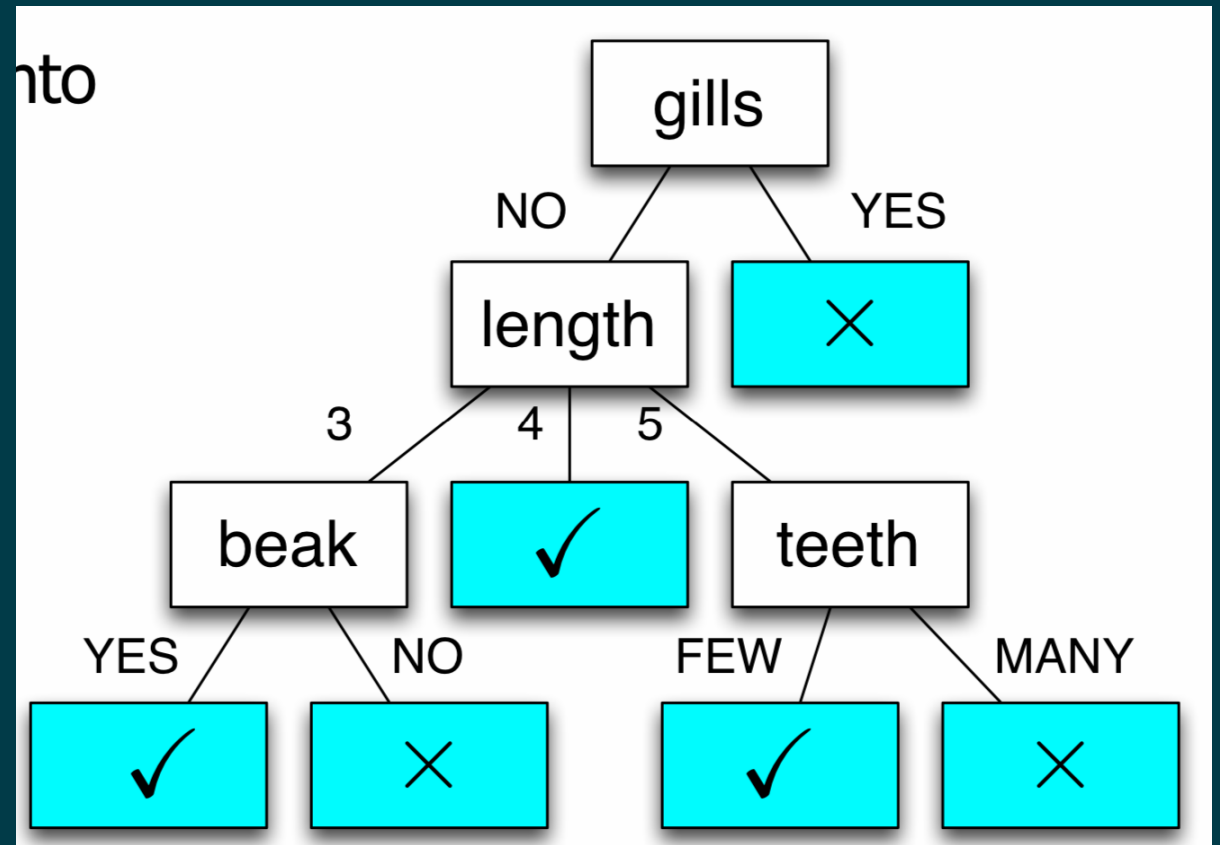 nto
gills
NO YES
length ×
3 4 5
beak ✓ teeth
YES NO FEW MANY
✓ × ✓ ×